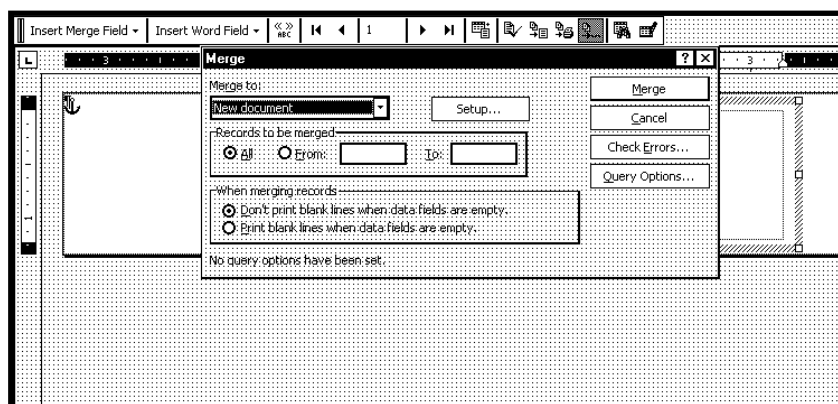 Insert Merge Field Insert Word Field « » ABC 1
L 3 1 3 1
Merge ? X
Merge to:
New document
Setup...
Merge
Cancel
Check Errors...
Query Options...
Records to be merged
All From: To:
When merging records
Don't print blank lines when data fields are empty.
Print blank lines when data fields are empty.
No query options have been set.